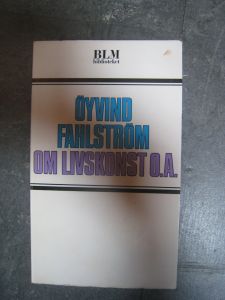 BLM
biblioteket
ÖYVIND
FAHLSTRÖM
OM LIVSKONST O.A.